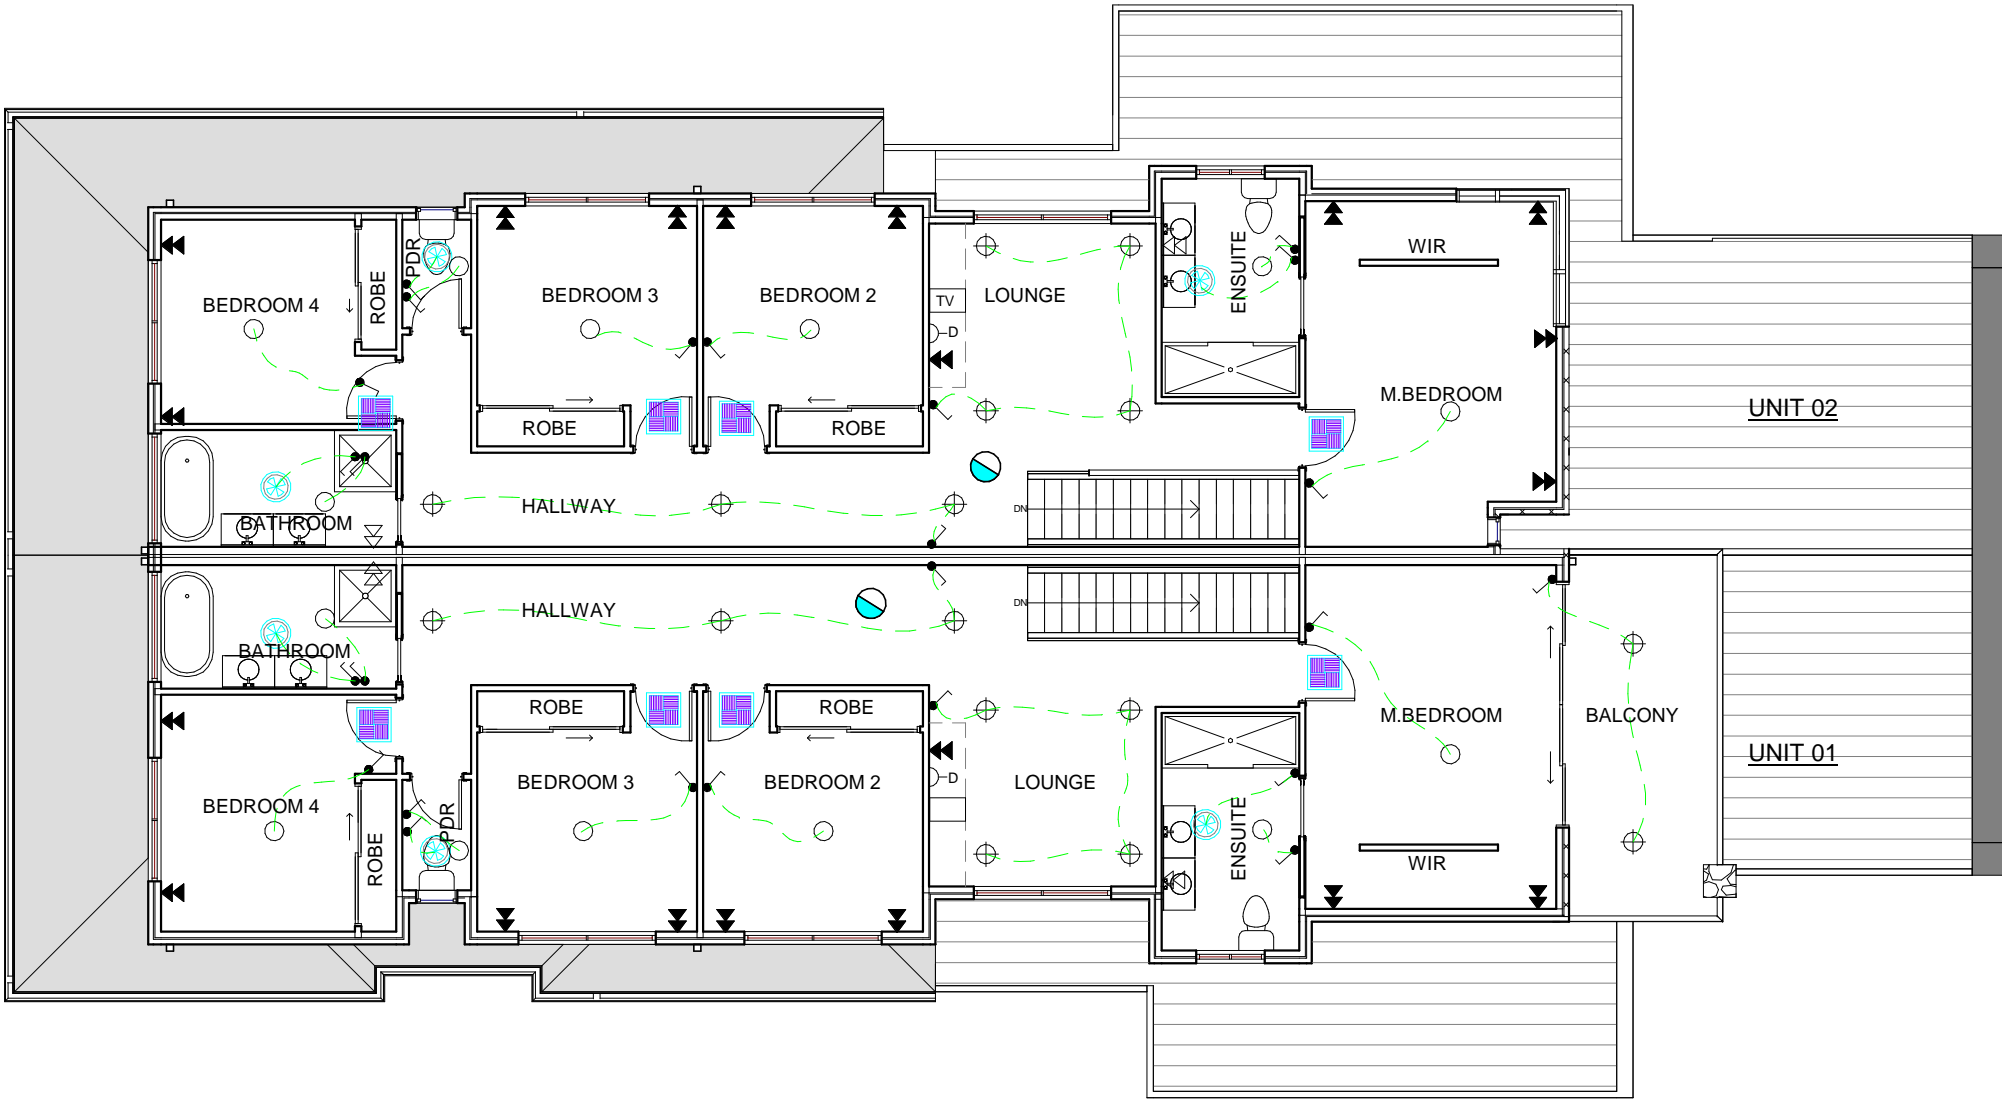 WIR
PDR
ENSUITE
ROBE
BEDROOM 3
BEDROOM 2
TV
LOUNGE
BEDROOM 4
D
M.BEDROOM
UNIT 02
ROBE
ROBE
HALLWAY
DN
BATHROOM
HALLWAY
DN
BATHROOM
ROBE
ROBE
M.BEDROOM
BALCONY
UNIT 01
BEDROOM 3
BEDROOM 2
D
LOUNGE
BEDROOM 4
PDR
ENSUITE
ROBE
WIR